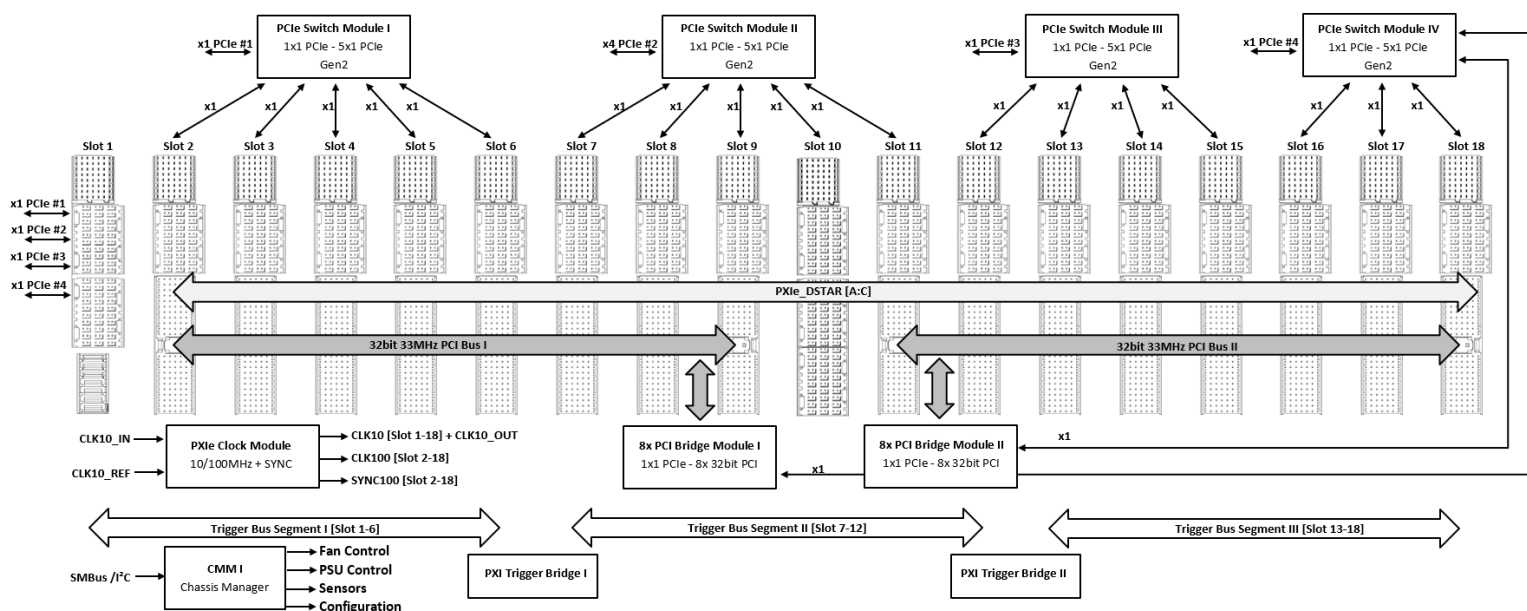 PCIe Switch Module I
1x1 PCIe - 5x1 PCIe
Gen2
x1 PCIe #1
PCIe Switch Module II
1x1 PCIe - 5x1 PCIe
Gen2
x4 PCIe #2
PCIe Switch Module III
1x1 PCIe - 5x1 PCIe
Gen2
x1 PCIe #3
PCIe Switch Module IV
1x1 PCIe - 5x1 PCIe
Gen2
x1 PCIe #4
x1 x1 x1 x1 x1
x1 x1 x1 x1 x1
x1 x1 x1 x1
x1 x1 x1
Slot 1 Slot 2 Slot 3 Slot 4 Slot 5 Slot 6 Slot 7 Slot 8 Slot 9 Slot 10 Slot 11 Slot 12 Slot 13 Slot 14 Slot 15 Slot 16 Slot 17 Slot 18
x1 PCIe #1
x1 PCIe #2
x1 PCIe #3
x1 PCIe #4
PXIe_DSTAR [A:C]
32bit 33MHz PCI Bus I
32bit 33MHz PCI Bus II
CLK10_IN
CLK10_REF
PXIe Clock Module
10/100MHz + SYNC
CLK10 [Slot 1-18] + CLK10_OUT
CLK100 [Slot 2-18]
SYNC100 [Slot 2-18]
8x PCI Bridge Module I
1x1 PCIe - 8x 32bit PCI
x1
8x PCI Bridge Module II
1x1 PCIe - 8x 32bit PCI
x1
Trigger Bus Segment I [Slot 1-6]
Trigger Bus Segment II [Slot 7-12]
Trigger Bus Segment III [Slot 13-18]
SMBus /I²C
CMM I
Chassis Manager
Fan Control
PSU Control
Sensors
Configuration
PXI Trigger Bridge I
PXI Trigger Bridge II